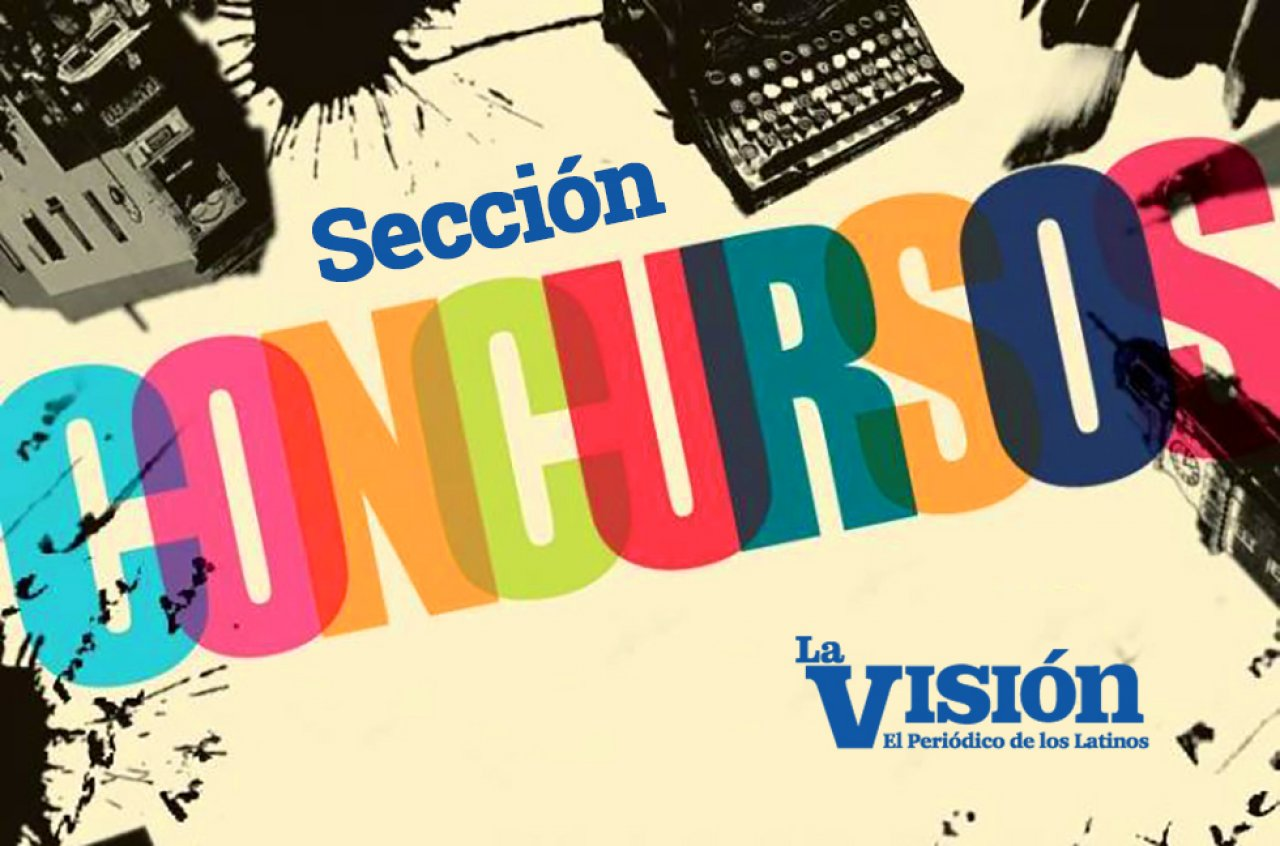 Sección
CONCURSOS
La
VISIÓN
El Periódico de los Latinos